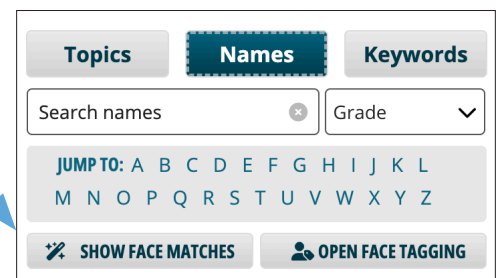 Topics Names Keywords
Search names Grade
JUMP TO: A B C D E F G H I J K L
M N O P Q R S T U V W X Y Z
SHOW FACE MATCHES OPEN FACE TAGGING